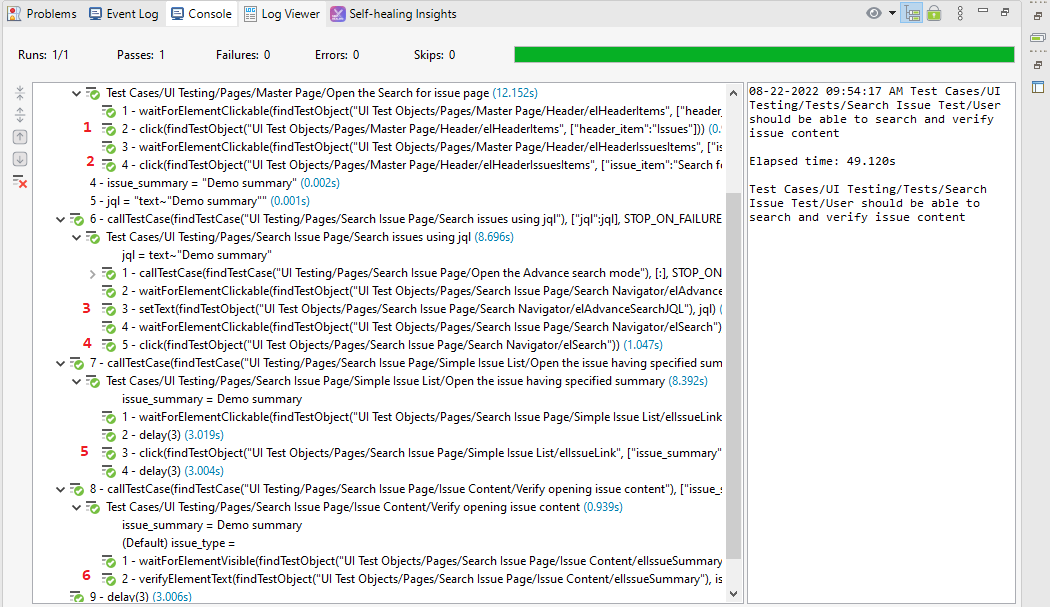 Problems Event Log Console Log Viewer Self-healing Insights
Runs: 1/1 Passes: 1 Failures: 0 Errors: 0 Skips: 0
Test Cases/UI Testing/Pages/Master Page/Open the Search for issue page (12.152s)
1 - waitForElementClickable(findTestObject("UI Test Objects/Pages/Master Page/Header/elHeaderItems", ["header_
1 2 - click(findTestObject("UI Test Objects/Pages/Master Page/Header/elHeaderItems", ["header_item":"Issues"])) (0.
3 - waitForElementClickable(findTestObject("UI Test Objects/Pages/Master Page/Header/elHeaderIssuesItems", ["is
2 4 - click(findTestObject("UI Test Objects/Pages/Master Page/Header/elHeaderIssuesItems", ["issue_item":"Search f
4 - issue_summary = "Demo summary" (0.002s)
5 - jql = "text~"Demo summary"" (0.001s)
6 - callTestCase(findTestCase("UI Testing/Pages/Search Issue Page/Search issues using jql"), ["jql":jql], STOP_ON_FAILURE
Test Cases/UI Testing/Pages/Search Issue Page/Search issues using jql (8.696s)
jql = text~"Demo summary"
1 - callTestCase(findTestCase("UI Testing/Pages/Search Issue Page/Open the Advance search mode"), [:], STOP_ON
2 - waitForElementClickable(findTestObject("UI Test Objects/Pages/Search Issue Page/Search Navigator/elAdvance
3 3 - setText(findTestObject("UI Test Objects/Pages/Search Issue Page/Search Navigator/elAdvanceSearchJQL"), jql) (
4 - waitForElementClickable(findTestObject("UI Test Objects/Pages/Search Issue Page/Search Navigator/elSearch")
4 5 - click(findTestObject("UI Test Objects/Pages/Search Issue Page/Search Navigator/elSearch")) (1.047s)
7 - callTestCase(findTestCase("UI Testing/Pages/Search Issue Page/Simple Issue List/Open the issue having specified sum
Test Cases/UI Testing/Pages/Search Issue Page/Simple Issue List/Open the issue having specified summary (8.392s)
issue_summary = Demo summary
1 - waitForElementClickable(findTestObject("UI Test Objects/Pages/Search Issue Page/Simple Issue List/elIssueLink
2 - delay(3) (3.019s)
5 3 - click(findTestObject("UI Test Objects/Pages/Search Issue Page/Simple Issue List/elIssueLink", ["issue_summary"
4 - delay(3) (3.004s)
8 - callTestCase(findTestCase("UI Testing/Pages/Search Issue Page/Issue Content/Verify opening issue content"), ["issue_s
Test Cases/UI Testing/Pages/Search Issue Page/Issue Content/Verify opening issue content (0.939s)
issue_summary = Demo summary
(Default) issue_type =
1 - waitForElementVisible(findTestObject("UI Test Objects/Pages/Search Issue Page/Issue Content/elIssueSummary
6 2 - verifyElementText(findTestObject("UI Test Objects/Pages/Search Issue Page/Issue Content/elIssueSummary"), is
9 - delay(3) (3.006s)
08-22-2022 09:54:17 AM Test Cases/UI
Testing/Tests/Search Issue Test/User
should be able to search and verify
issue content
Elapsed time: 49.120s
Test Cases/UI Testing/Tests/Search
Issue Test/User should be able to
search and verify issue content